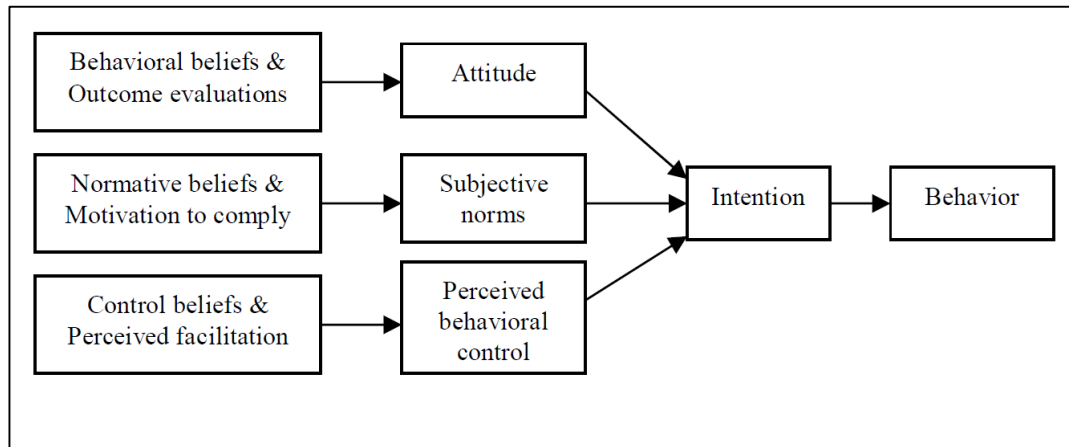 Behavioral beliefs &
Outcome evaluations
Attitude
Normative beliefs &
Motivation to comply
Subjective
norms
Intention
Behavior
Control beliefs &
Perceived facilitation
Perceived
behavioral
control